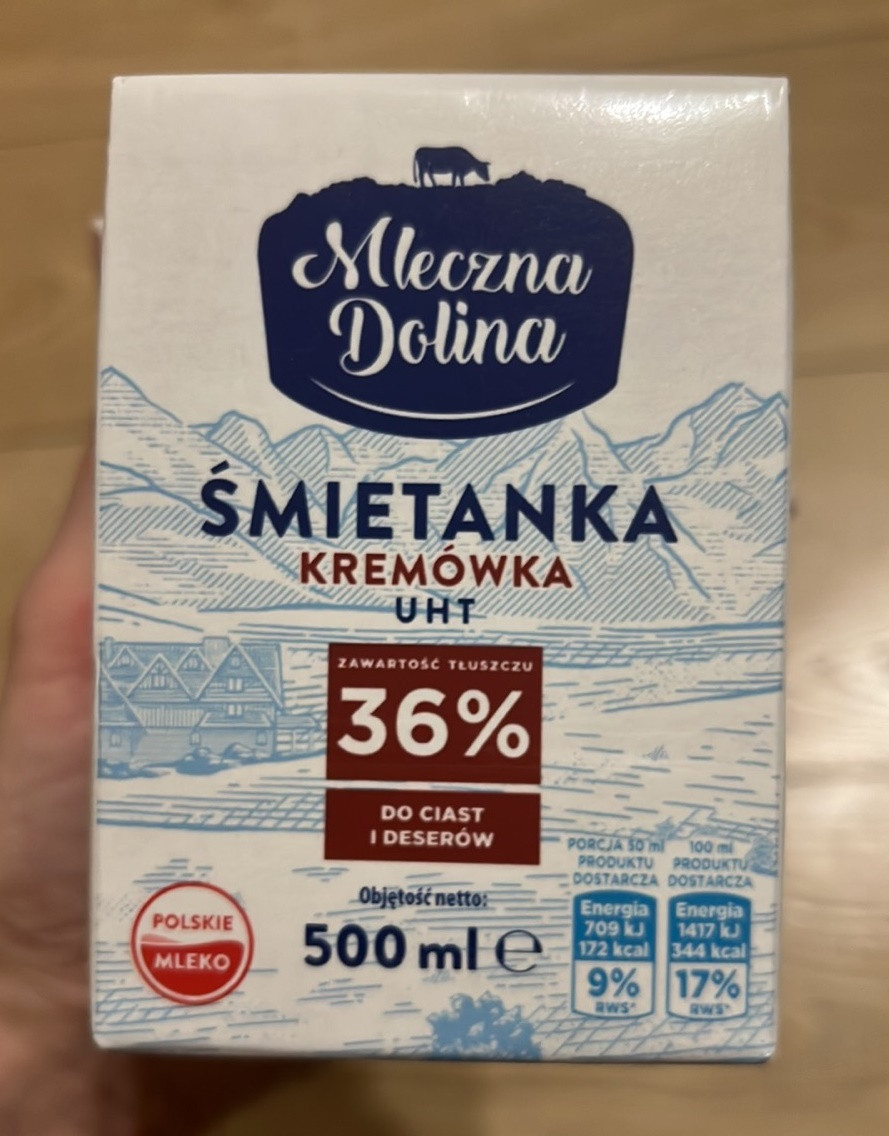 Mleczna
Dolina
ŚMIETANKA
KREMÓWKA
UHT
ZAWARTOŚĆ TŁUSZCZU
36%
DO CIAST
I DESERÓW
POLSKIE
MLEKO
Objętość netto:
500 ml ℮
PORCJA 50 ml
PRODUKTU
DOSTARCZA
Energia
709 kJ
172 kcal
9%
RWS*
100 ml
PRODUKTU
DOSTARCZA
Energia
1417 kJ
344 kcal
17%
RWS*